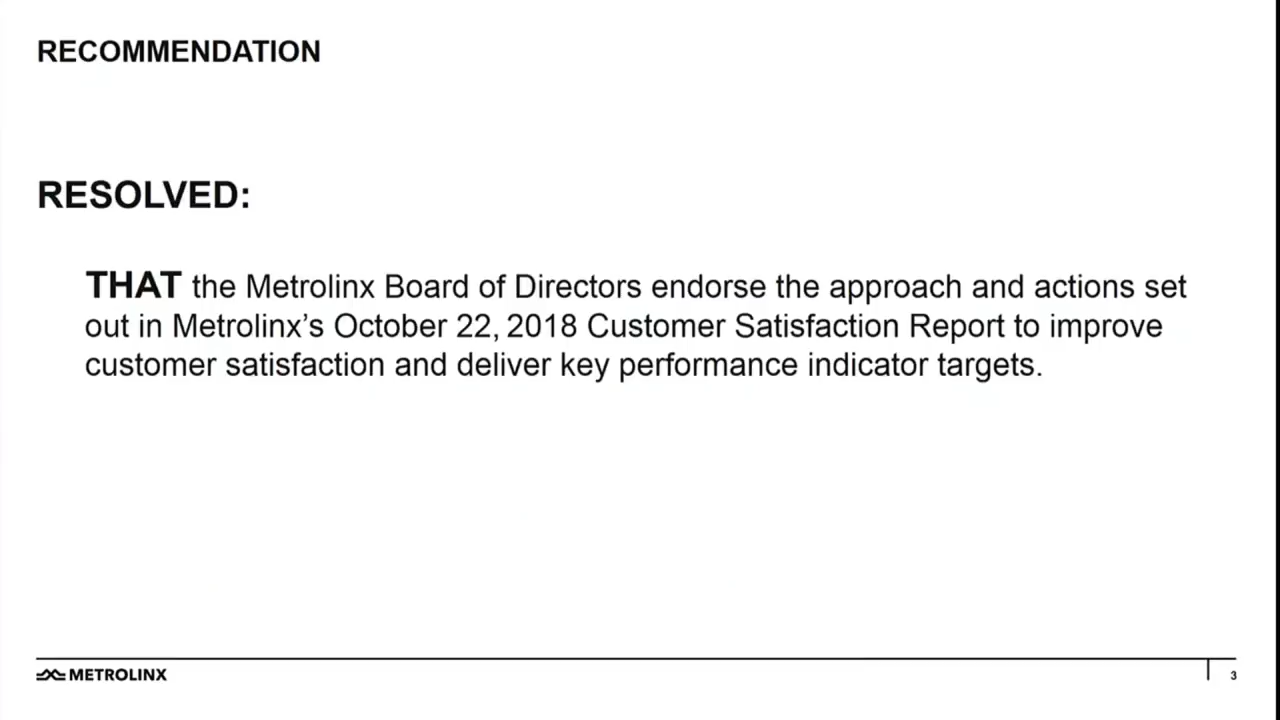 RECOMMENDATION
RESOLVED:
THAT the Metrolinx Board of Directors endorse the approach and actions set
out in Metrolinx’s October 22, 2018 Customer Satisfaction Report to improve
customer satisfaction and deliver key performance indicator targets.
METROLINX
3